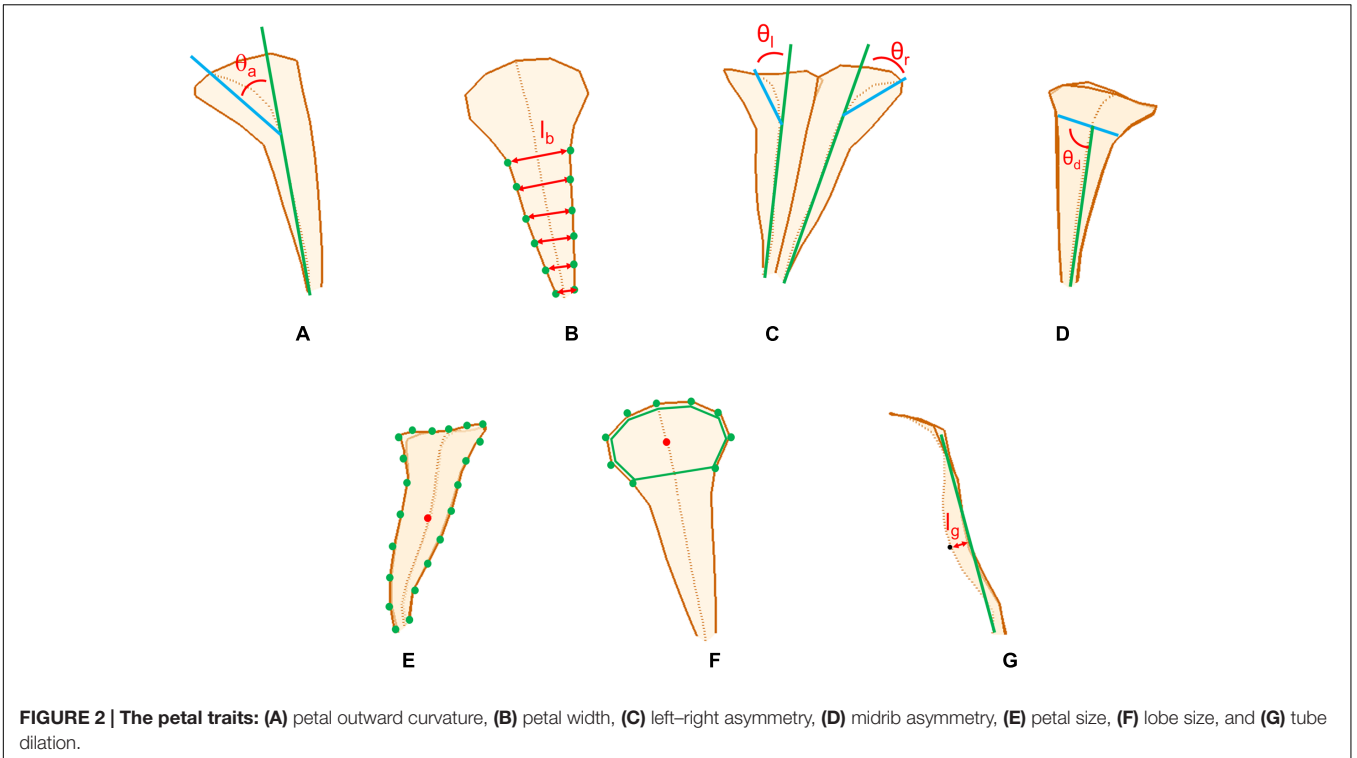 θa
lb
θl
θr
θd
A
B
C
D
lg
E
F
G
FIGURE 2 | The petal traits: (A) petal outward curvature, (B) petal width, (C) left–right asymmetry, (D) midrib asymmetry, (E) petal size, (F) lobe size, and (G) tube
dilation.